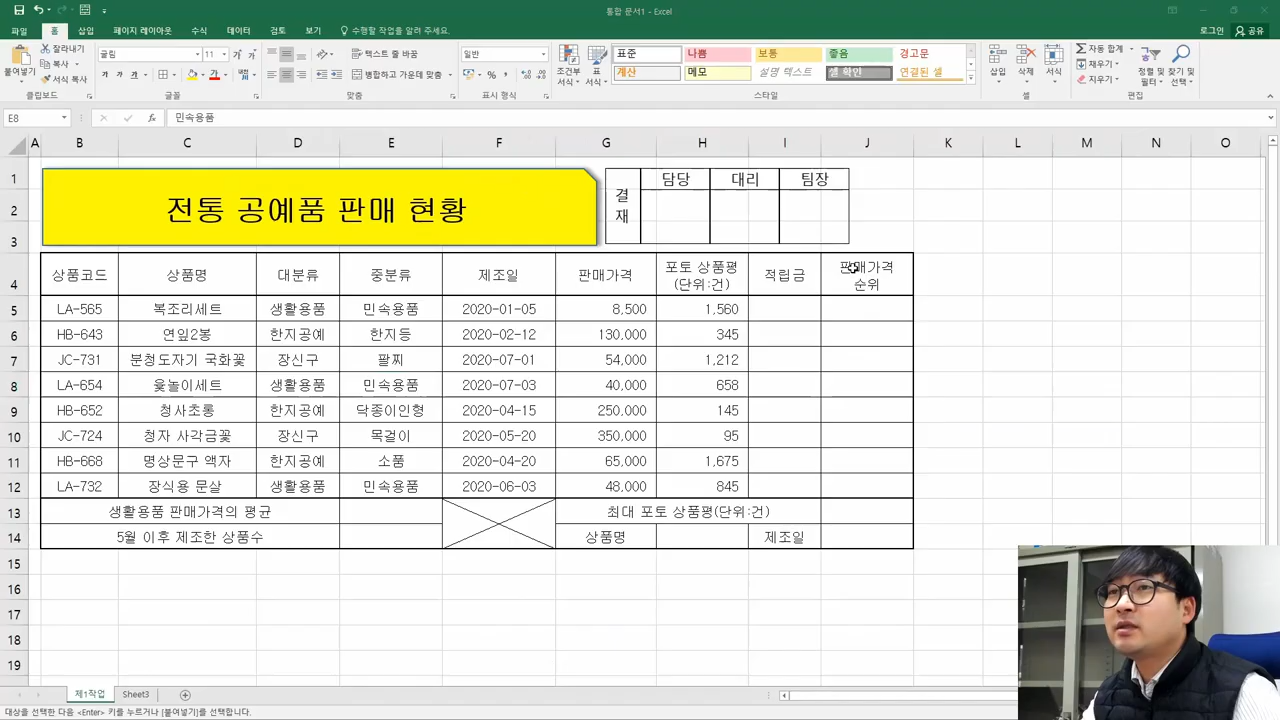 통합 문서1 - Excel
파일 홈 삽입 페이지 레이아웃 수식 데이터 검토 보기 수행할 작업을 알려 주세요. 로그인 공유
붙여넣기 잘라내기 복사 서식 복사
굴림 11 가 가
가 가 가
텍스트 줄 바꿈
병합하고 가운데 맞춤
일반
조건부 서식 표 서식
표준 나쁨 보통 좋음 경고문
계산 메모 설명 텍스트 셀 확인 연결된 셀
삽입 삭제 서식
자동 합계 채우기 지우기
정렬 및 필터 찾기 및 선택
클립보드 글꼴 맞춤 표시 형식 스타일 셀 편집
E8 fx 민속용품
A B C D E F G H I J K L M N O
1 담당 대리 팀장
2 전통 공예품 판매 현황 결재
3
4 상품코드 상품명 대분류 중분류 제조일 판매가격 포토 상품평 (단위:건) 적립금 판매가격 순위
5 LA-565 복조리세트 생활용품 민속용품 2020-01-05 8,500 1,560
6 HB-643 연잎2봉 한지공예 한지등 2020-02-12 130,000 345
7 JC-731 분청도자기 국화꽃 장신구 팔찌 2020-07-01 54,000 1,212
8 LA-654 윷놀이세트 생활용품 민속용품 2020-07-03 40,000 658
9 HB-652 청사초롱 한지공예 닥종이인형 2020-04-15 250,000 145
10 JC-724 청자 사각금꽃 장신구 목걸이 2020-05-20 350,000 95
11 HB-668 명상문구 액자 한지공예 소품 2020-04-20 65,000 1,675
12 LA-732 장식용 문살 생활용품 민속용품 2020-06-03 48,000 845
13 생활용품 판매가격의 평균 최대 포토 상품평(단위:건)
14 5월 이후 제조한 상품수 상품명 제조일
15
16
17
18
19
제1작업 Sheet3
대상을 선택한 다음 <Enter> 키를 누르거나 [붙여넣기]를 선택합니다.